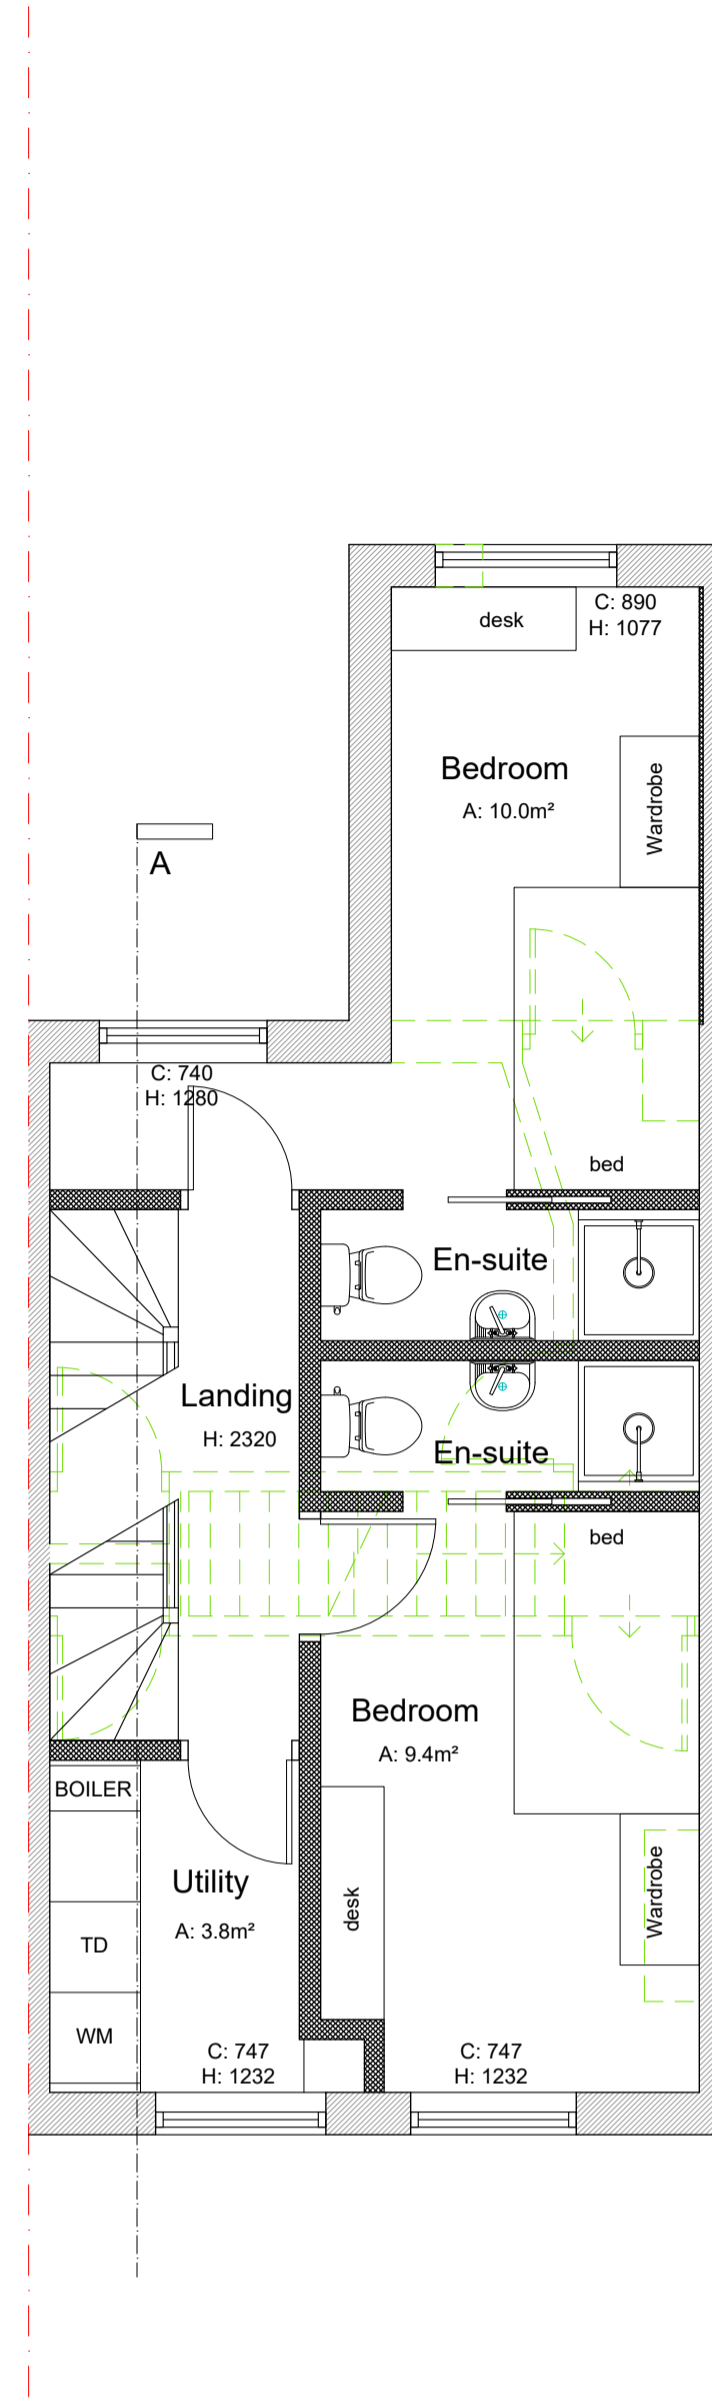 desk
C: 890
H: 1077
Bedroom
A: 10.0m²
Wardrobe
A
C: 740
H: 1280
bed
En-suite
Landing
H: 2320
En-suite
bed
Bedroom
A: 9.4m²
BOILER
Utility
A: 3.8m²
desk
Wardrobe
TD
WM
C: 747
H: 1232
C: 747
H: 1232